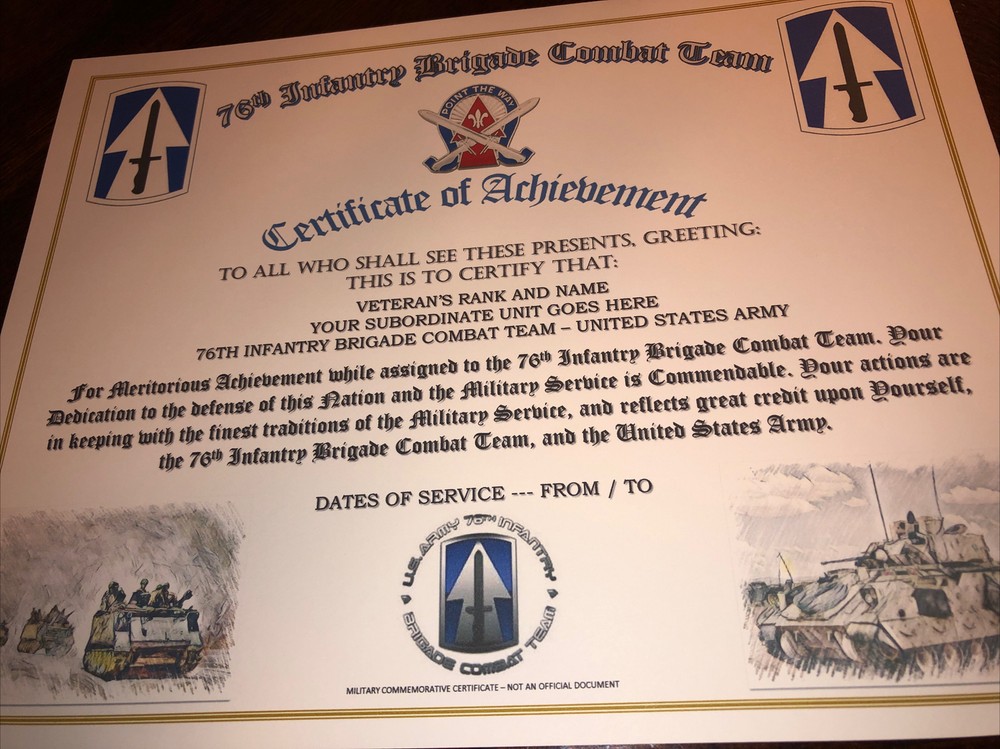 76th Infantry Brigade Combat Team
POINT THE WAY
Certificate of Achievement
TO ALL WHO SHALL SEE THESE PRESENTS, GREETING:
THIS IS TO CERTIFY THAT:
VETERAN'S RANK AND NAME
YOUR SUBORDINATE UNIT GOES HERE
76TH INFANTRY BRIGADE COMBAT TEAM – UNITED STATES ARMY
For Meritorious Achievement while assigned to the 76th Infantry Brigade Combat Team. Your
Dedication to the defense of this Nation and the Military Service is Commendable. Your actions are
in keeping with the finest traditions of the Military Service, and reflects great credit upon Yourself,
the 76th Infantry Brigade Combat Team, and the United States Army.
DATES OF SERVICE --- FROM / TO
U.S. ARMY 76TH INFANTRY
BRIGADE COMBAT TEAM
MILITARY COMMEMORATIVE CERTIFICATE – NOT AN OFFICIAL DOCUMENT